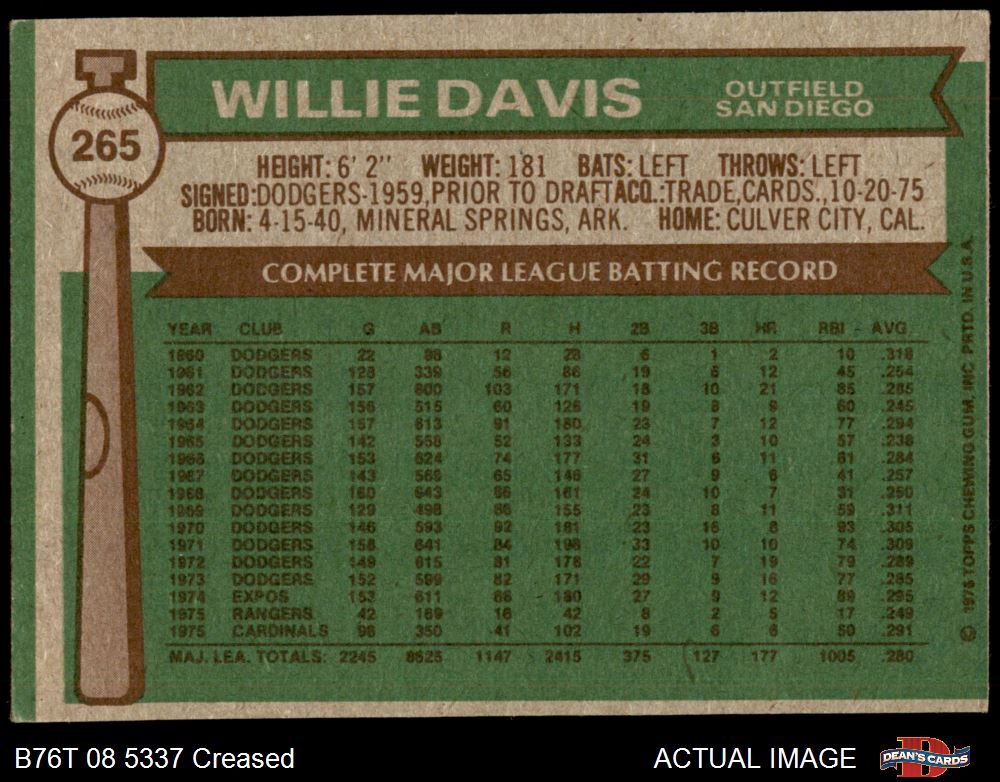 265
WILLIE DAVIS
OUTFIELD
SAN DIEGO
HEIGHT: 6' 2" WEIGHT: 181 BATS: LEFT THROWS: LEFT
SIGNED:DODGERS-1959,PRIOR TO DRAFT ACQ.:TRADE,CARDS.,10-20-75
BORN: 4-15-40, MINERAL SPRINGS, ARK. HOME: CULVER CITY, CAL.
COMPLETE MAJOR LEAGUE BATTING RECORD
YEAR CLUB G AB R H 2B 3B HR RBI AVG.
1960 DODGERS 22 88 12 28 6 1 2 10 .318
1961 DODGERS 128 339 56 86 19 6 12 45 .254
1962 DODGERS 157 600 103 171 18 10 21 85 .285
1963 DODGERS 156 515 60 126 19 8 9 60 .245
1964 DODGERS 157 613 91 180 23 7 12 77 .294
1965 DODGERS 142 558 52 133 24 3 10 57 .238
1966 DODGERS 153 624 74 177 31 6 11 61 .284
1967 DODGERS 143 569 65 146 27 9 6 41 .257
1968 DODGERS 160 643 86 161 24 10 7 31 .250
1969 DODGERS 129 498 66 155 23 8 11 59 .311
1970 DODGERS 146 593 92 181 23 16 8 93 .305
1971 DODGERS 158 641 84 198 33 10 10 74 .309
1972 DODGERS 149 615 81 178 22 7 19 79 .289
1973 DODGERS 152 599 82 171 29 9 16 77 .285
1974 EXPOS 153 611 86 180 27 9 12 89 .295
1975 RANGERS 42 169 16 42 8 2 5 17 .249
1975 CARDINALS 98 350 41 102 19 6 6 50 .291
MAJ. LEA. TOTALS: 2245 8625 1147 2415 375 127 177 1005 .280
© 1976 TOPPS CHEWING GUM, INC. PRTD. IN U.S.A.
B76T 08 5337 Creased
ACTUAL IMAGE
D
DEAN'S CARDS